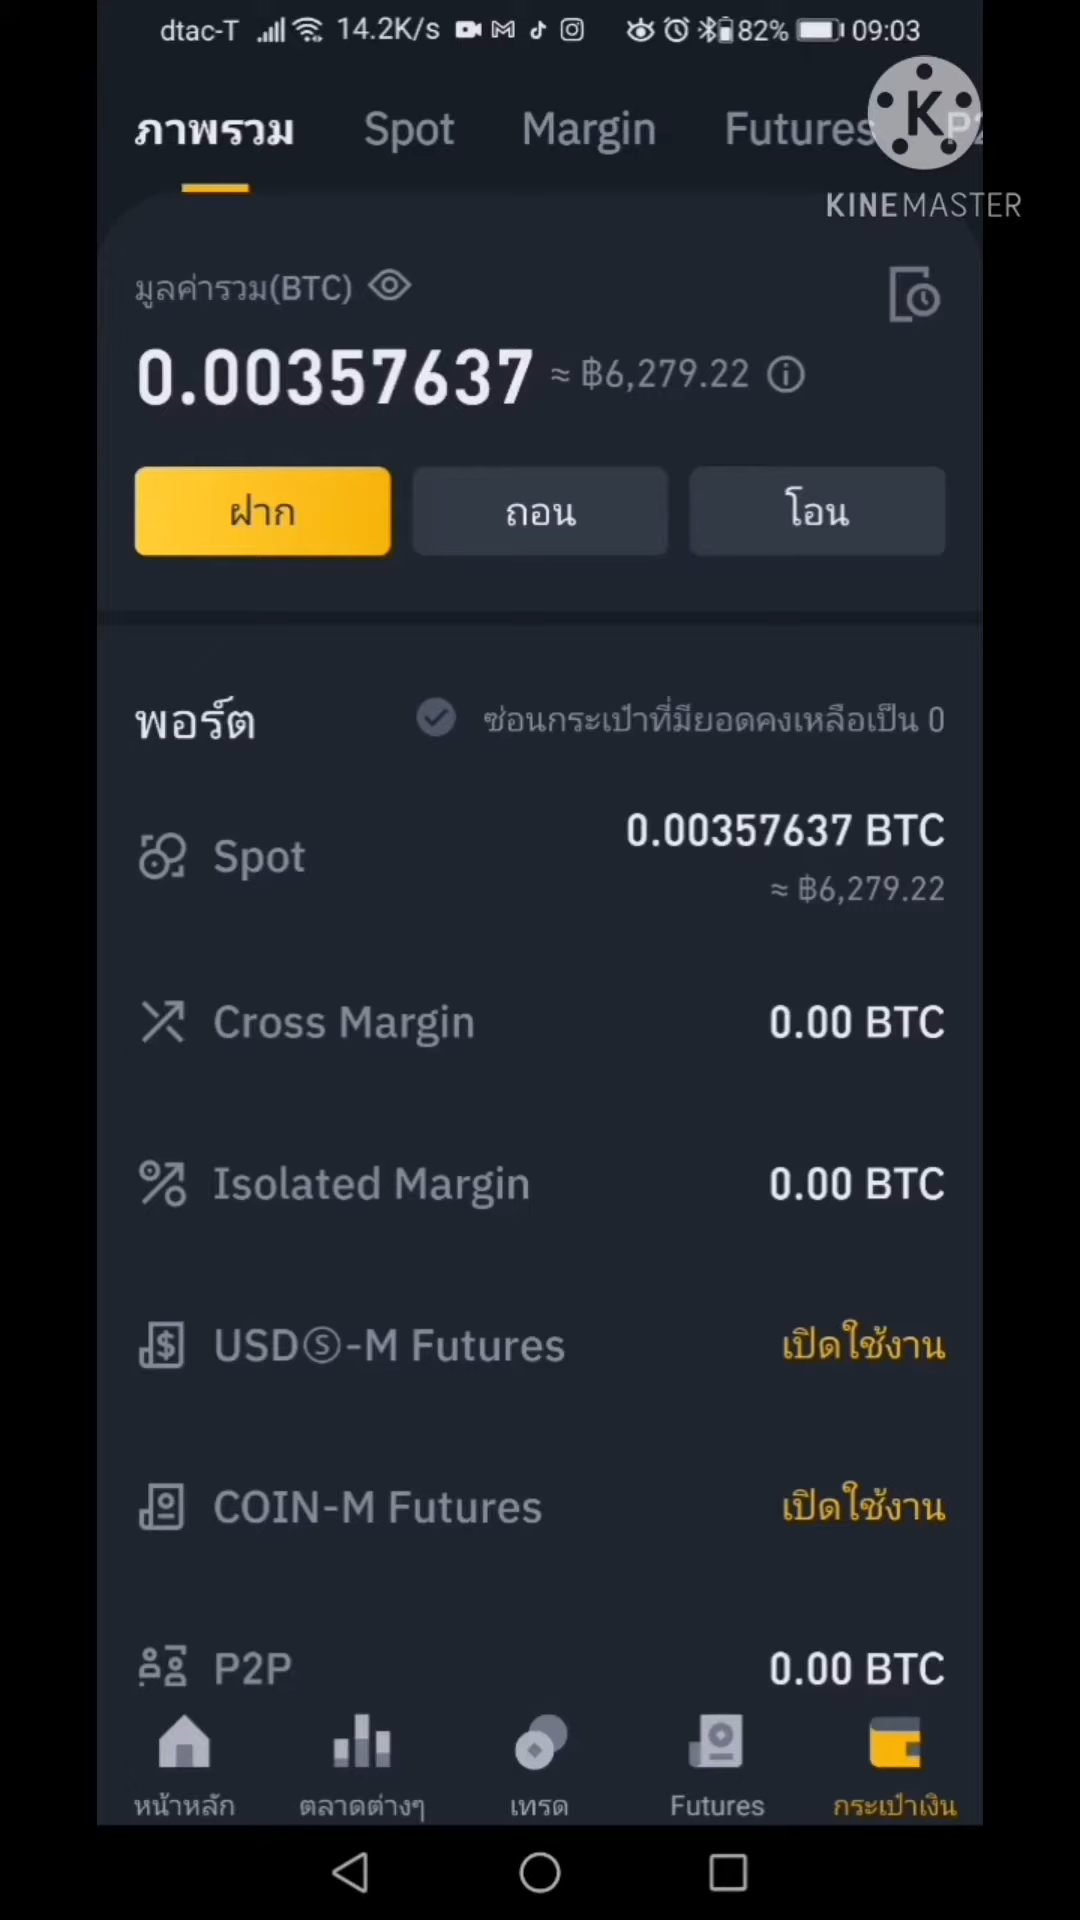 dtac-T 14.2K/s 82% 09:03
ภาพรวม Spot Margin Futures P2
K
KINEMASTER
มูลค่ารวม(BTC)
0.00357637 ≈ ฿6,279.22
ฝาก ถอน โอน
พอร์ต ซ่อนกระเป๋าที่มียอดคงเหลือเป็น 0
Spot 0.00357637 BTC
≈ ฿6,279.22
Cross Margin 0.00 BTC
Isolated Margin 0.00 BTC
USDⓈ-M Futures เปิดใช้งาน
COIN-M Futures เปิดใช้งาน
P2P 0.00 BTC
หน้าหลัก ตลาดต่างๆ เทรด Futures กระเป๋าเงิน